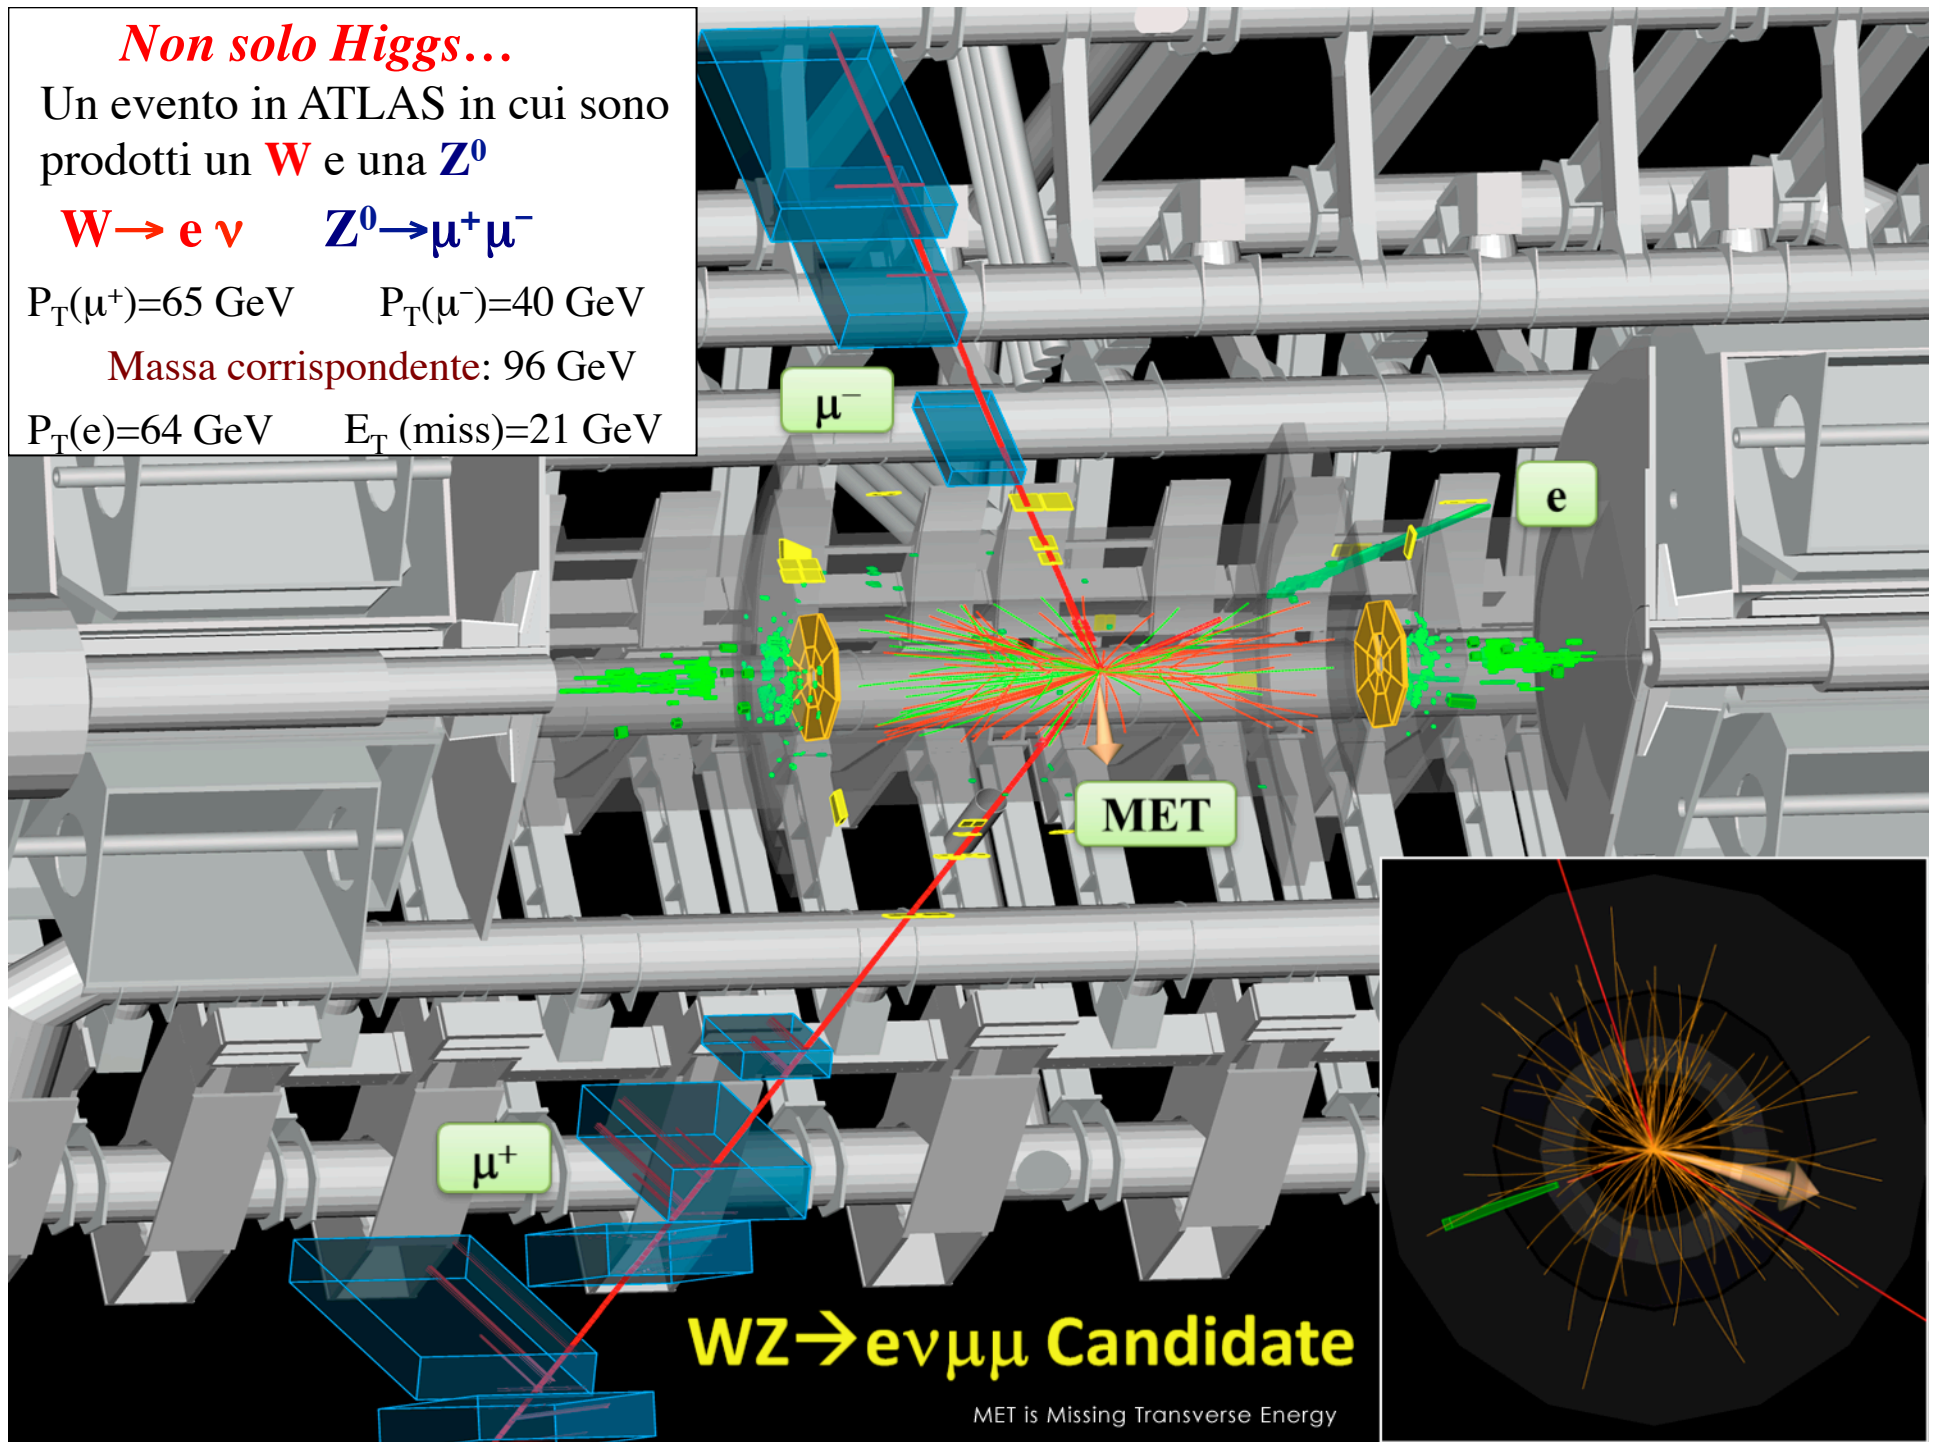 Non solo Higgs…
Un evento in ATLAS in cui sono
prodotti un W e una Z⁰
W→ e ν Z⁰→μ⁺μ⁻
P_T(μ⁺)=65 GeV P_T(μ⁻)=40 GeV
Massa corrispondente: 96 GeV
P_T(e)=64 GeV E_T (miss)=21 GeV
μ⁻
e
MET
μ⁺
WZ→eνμμ Candidate
MET is Missing Transverse Energy